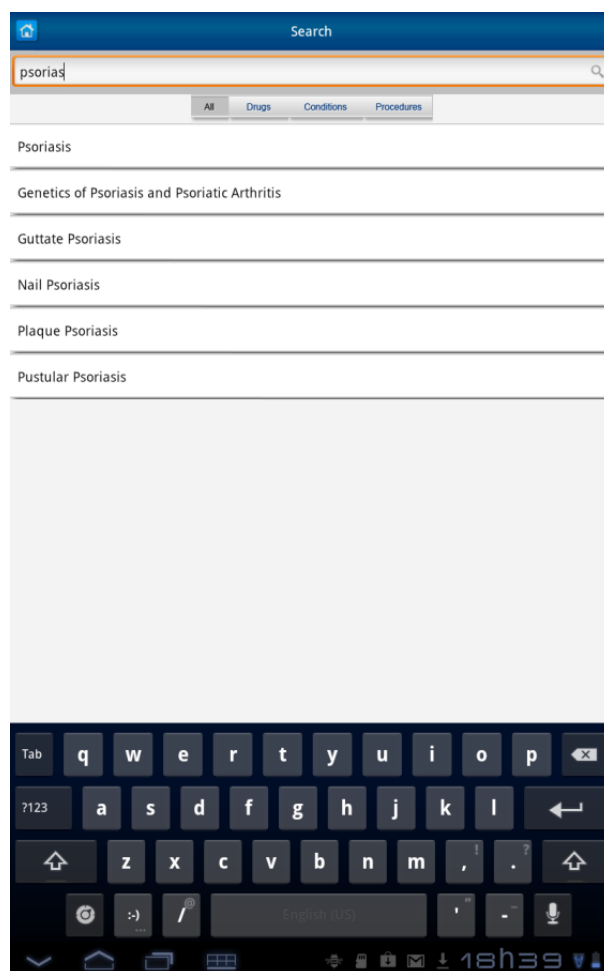 Search
psorias
All Drugs Conditions Procedures
Psoriasis
Genetics of Psoriasis and Psoriatic Arthritis
Guttate Psoriasis
Nail Psoriasis
Plaque Psoriasis
Pustular Psoriasis
Tab q w e r t y u i o p
?123 a s d f g h j k l
z x c v b n m , ! . ?
:-) ... / @ English (US) ' " - _
18h39